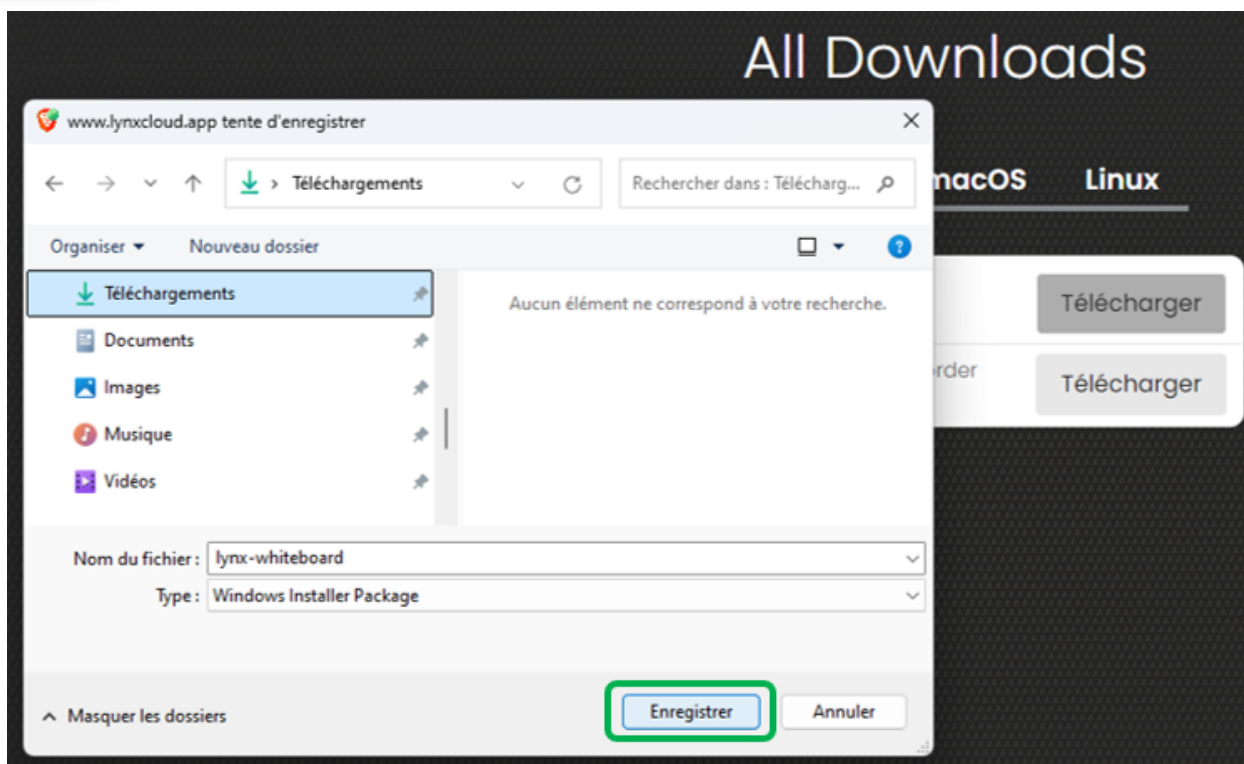 All Downloads
www.lynxcloud.app tente d'enregistrer
Téléchargements
Rechercher dans : Télécharg...
macOS
Linux
Organiser
Nouveau dossier
?
Téléchargements
Documents
Images
Musique
Vidéos
Aucun élément ne correspond à votre recherche.
Télécharger
rder
Télécharger
Nom du fichier : lynx-whiteboard
Type : Windows Installer Package
Masquer les dossiers
Enregistrer
Annuler